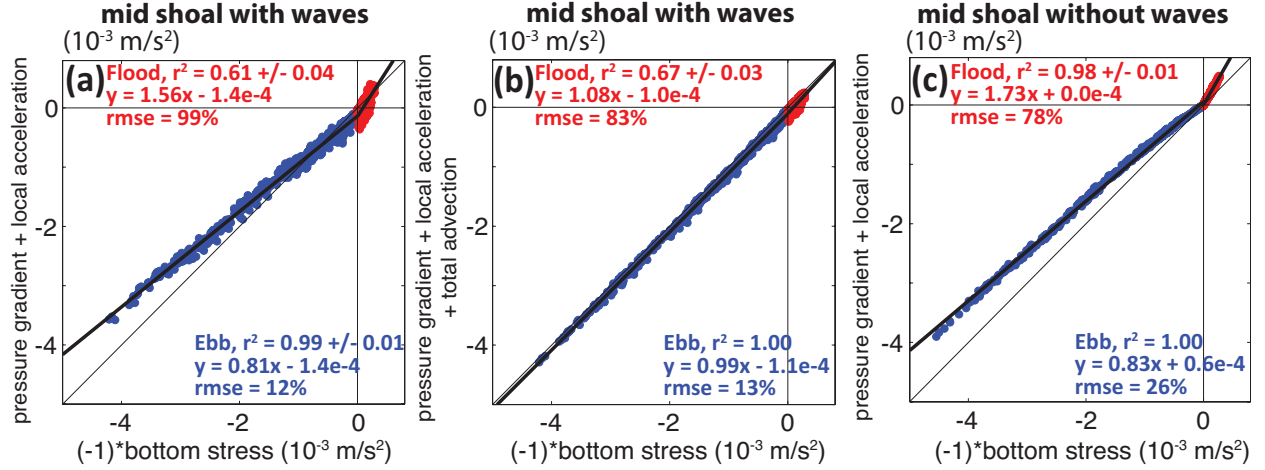 mid shoal with waves
(10⁻³ m/s²)
pressure gradient + local acceleration
(a)
Flood, r² = 0.61 +/- 0.04
y = 1.56x - 1.4e-4
rmse = 99%
0
-2
-4
Ebb, r² = 0.99 +/- 0.01
y = 0.81x - 1.4e-4
rmse = 12%
-4
-2
0
(-1)*bottom stress (10⁻³ m/s²)
mid shoal with waves
pressure gradient + local acceleration
+ total advection
(b)
Flood, r² = 0.67 +/- 0.03
y = 1.08x - 1.0e-4
rmse = 83%
0
-2
-4
Ebb, r² = 1.00
y = 0.99x - 1.1e-4
rmse = 13%
-4
-2
0
(-1)*bottom stress (10⁻³ m/s²)
mid shoal without waves
(10⁻³ m/s²)
pressure gradient + local acceleration
(c)
Flood, r² = 0.98 +/- 0.01
y = 1.73x + 0.0e-4
rmse = 78%
0
-2
-4
Ebb, r² = 1.00
y = 0.83x + 0.6e-4
rmse = 26%
-4
-2
0
(-1)*bottom stress (10⁻³ m/s²)